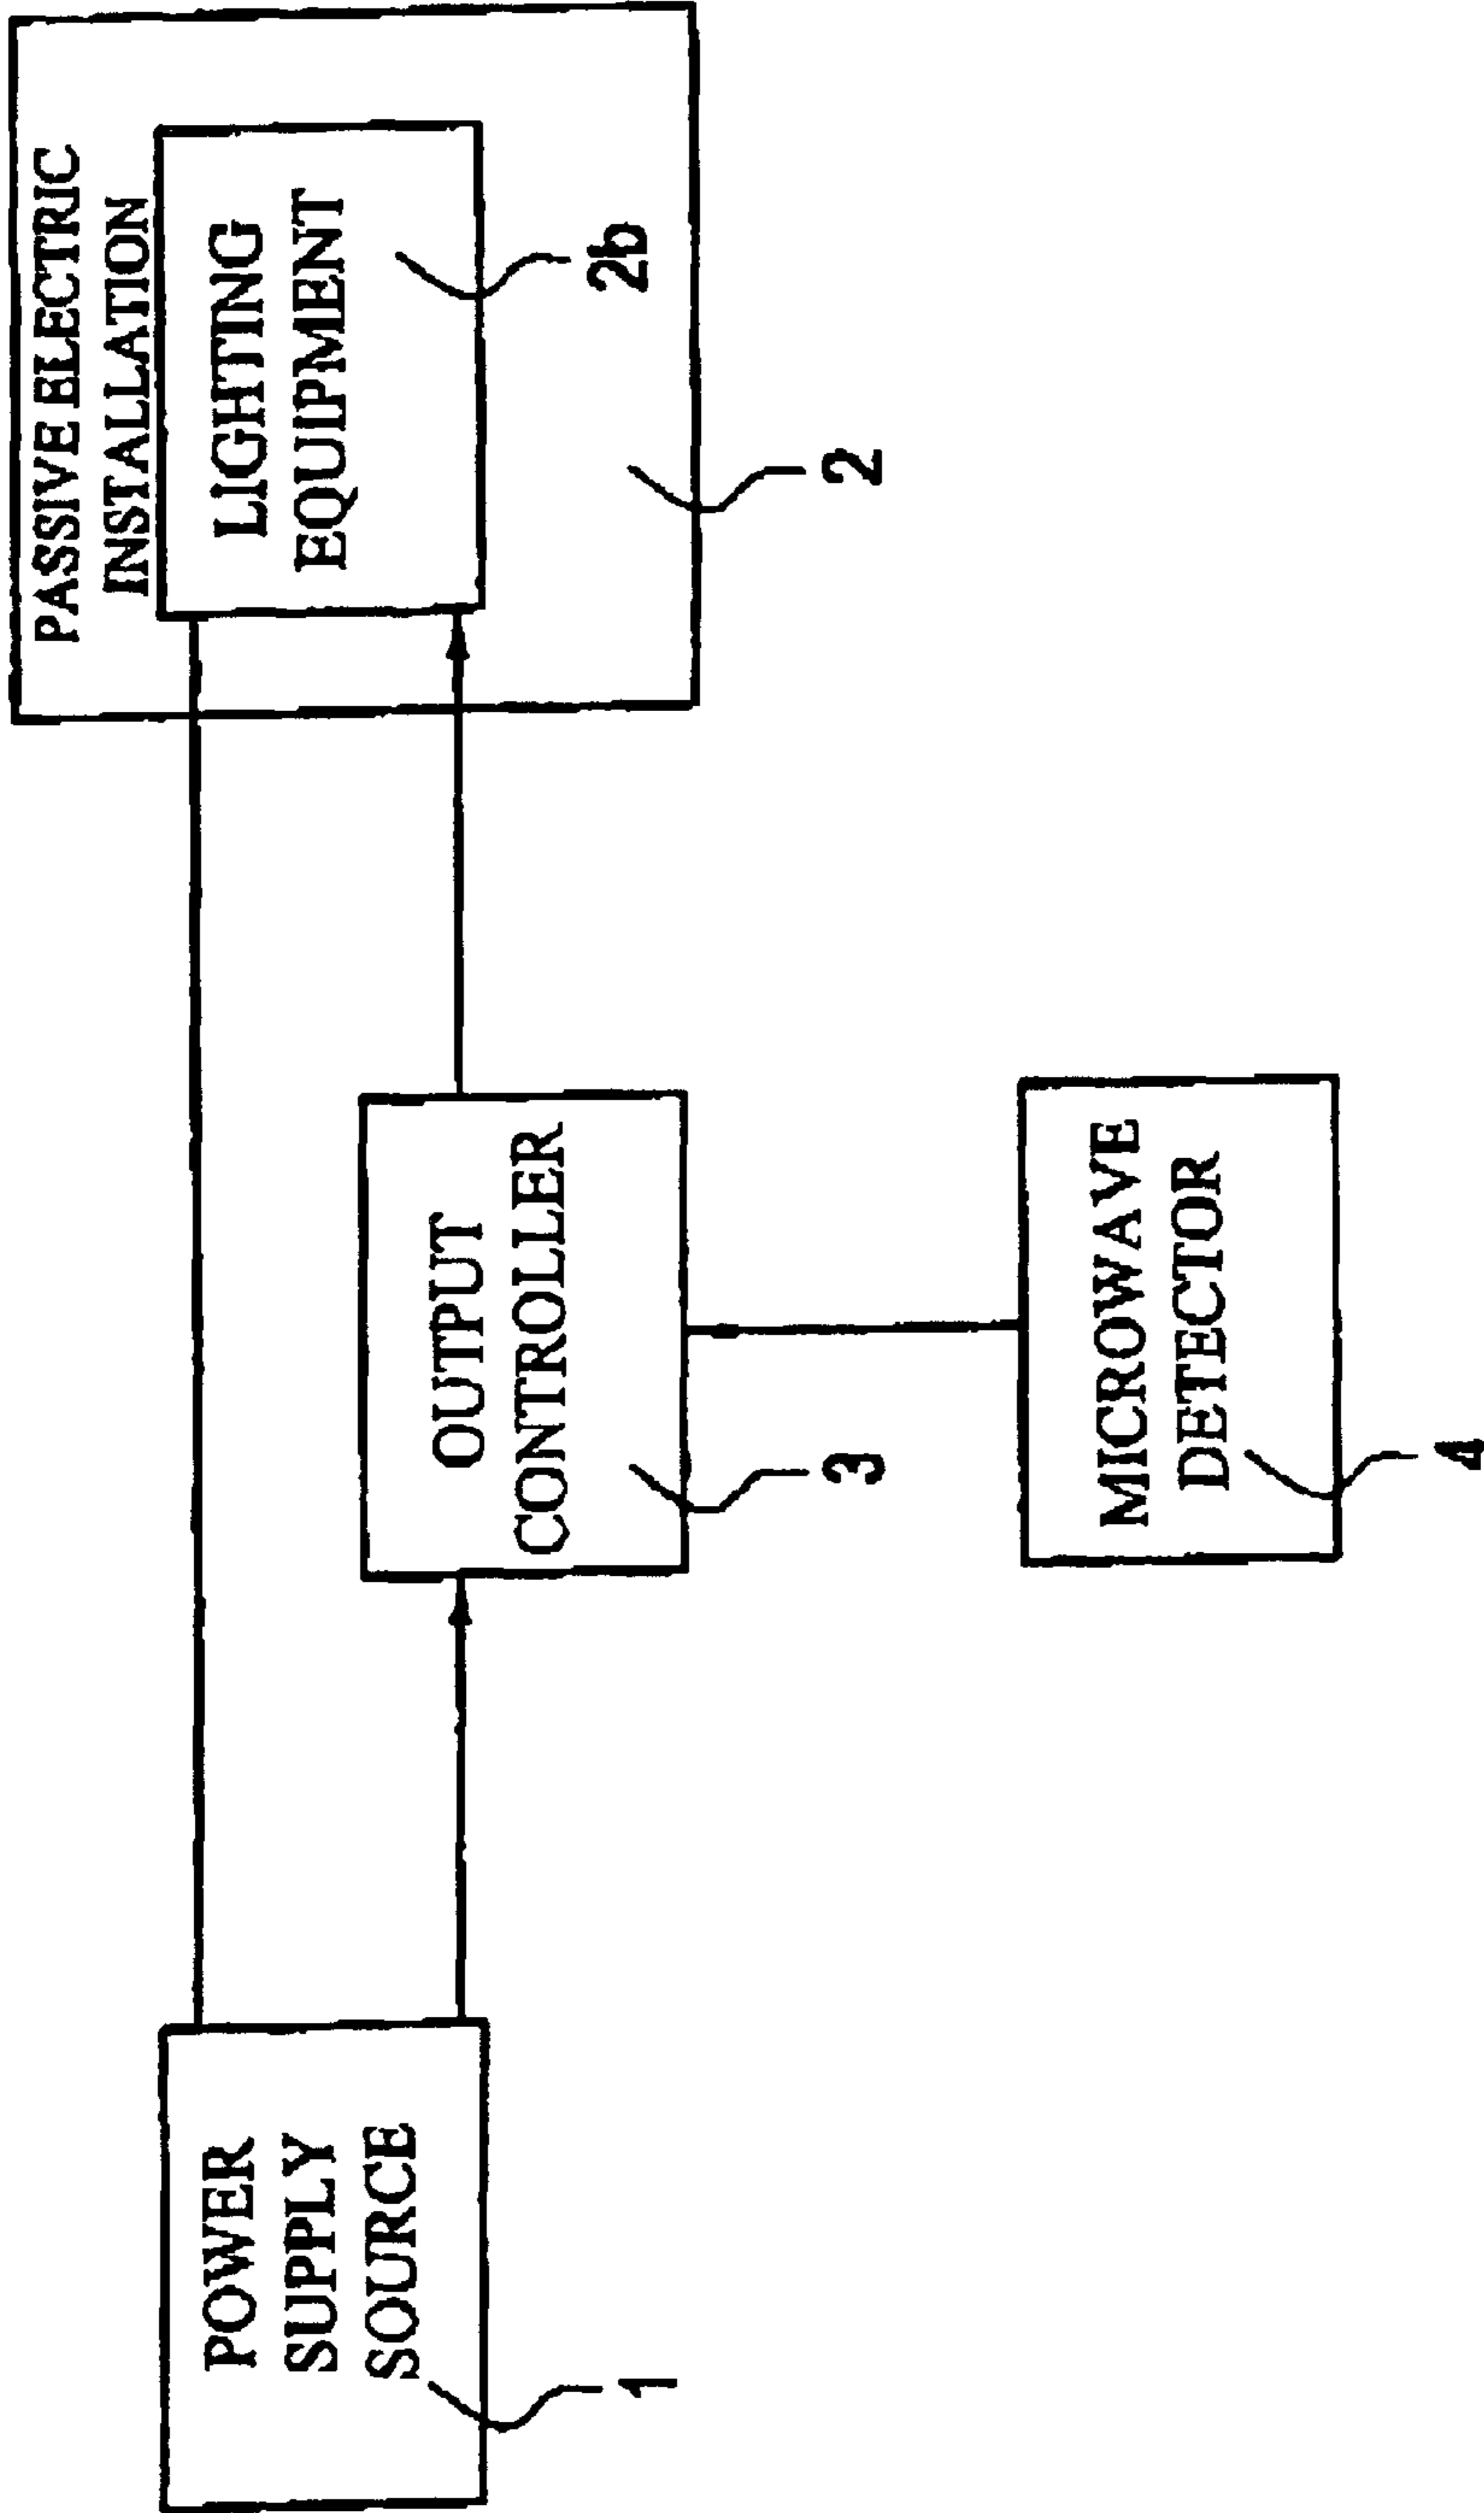 POWER
SUPPLY
SOURCE
1
OUTPUT
CONTROLLER
3
MICROWAVE
DETECTOR
4
PASSIVE ELECTRIC
INSTALLATION
LIGHTING
EQUIPMENT
2b
2